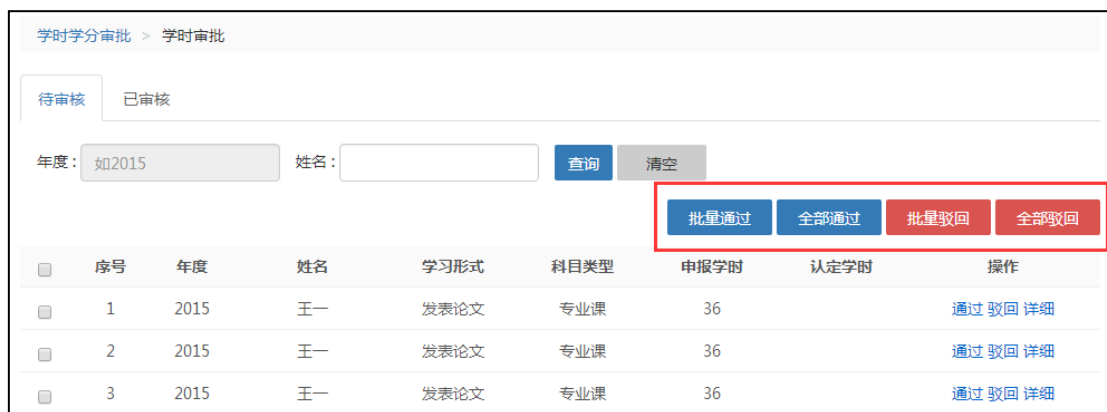 学时学分审批 > 学时审批
待审核 已审核
年度： 如2015 姓名： 查询 清空
批量通过 全部通过 批量驳回 全部驳回
序号 年度 姓名 学习形式 科目类型 申报学时 认定学时 操作
1 2015 王一 发表论文 专业课 36 通过 驳回 详细
2 2015 王一 发表论文 专业课 36 通过 驳回 详细
3 2015 王一 发表论文 专业课 36 通过 驳回 详细